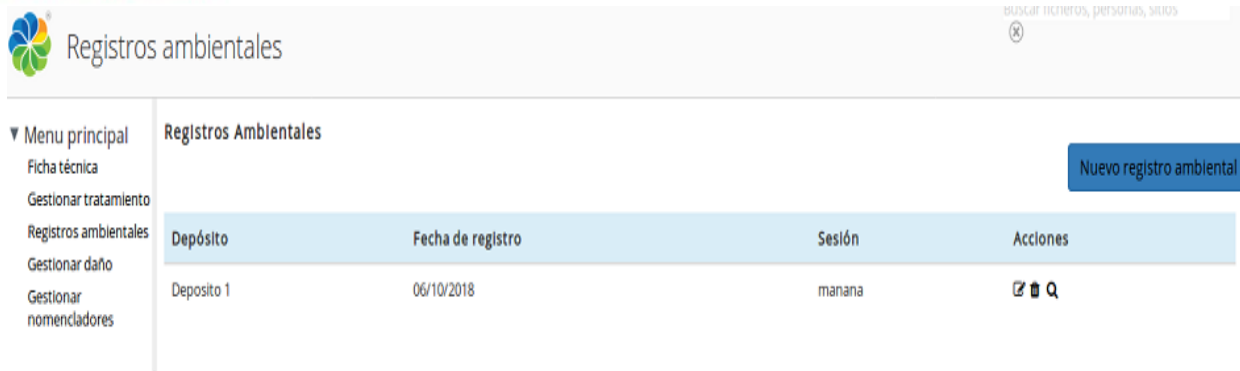 Buscar ficheros, personas, sitios
Registros ambientales
Menu principal
Ficha técnica
Gestionar tratamiento
Registros ambientales
Gestionar daño
Gestionar
nomencladores
Registros Ambientales
Nuevo registro ambiental
Depósito Fecha de registro Sesión Acciones
Deposito 1 06/10/2018 manana